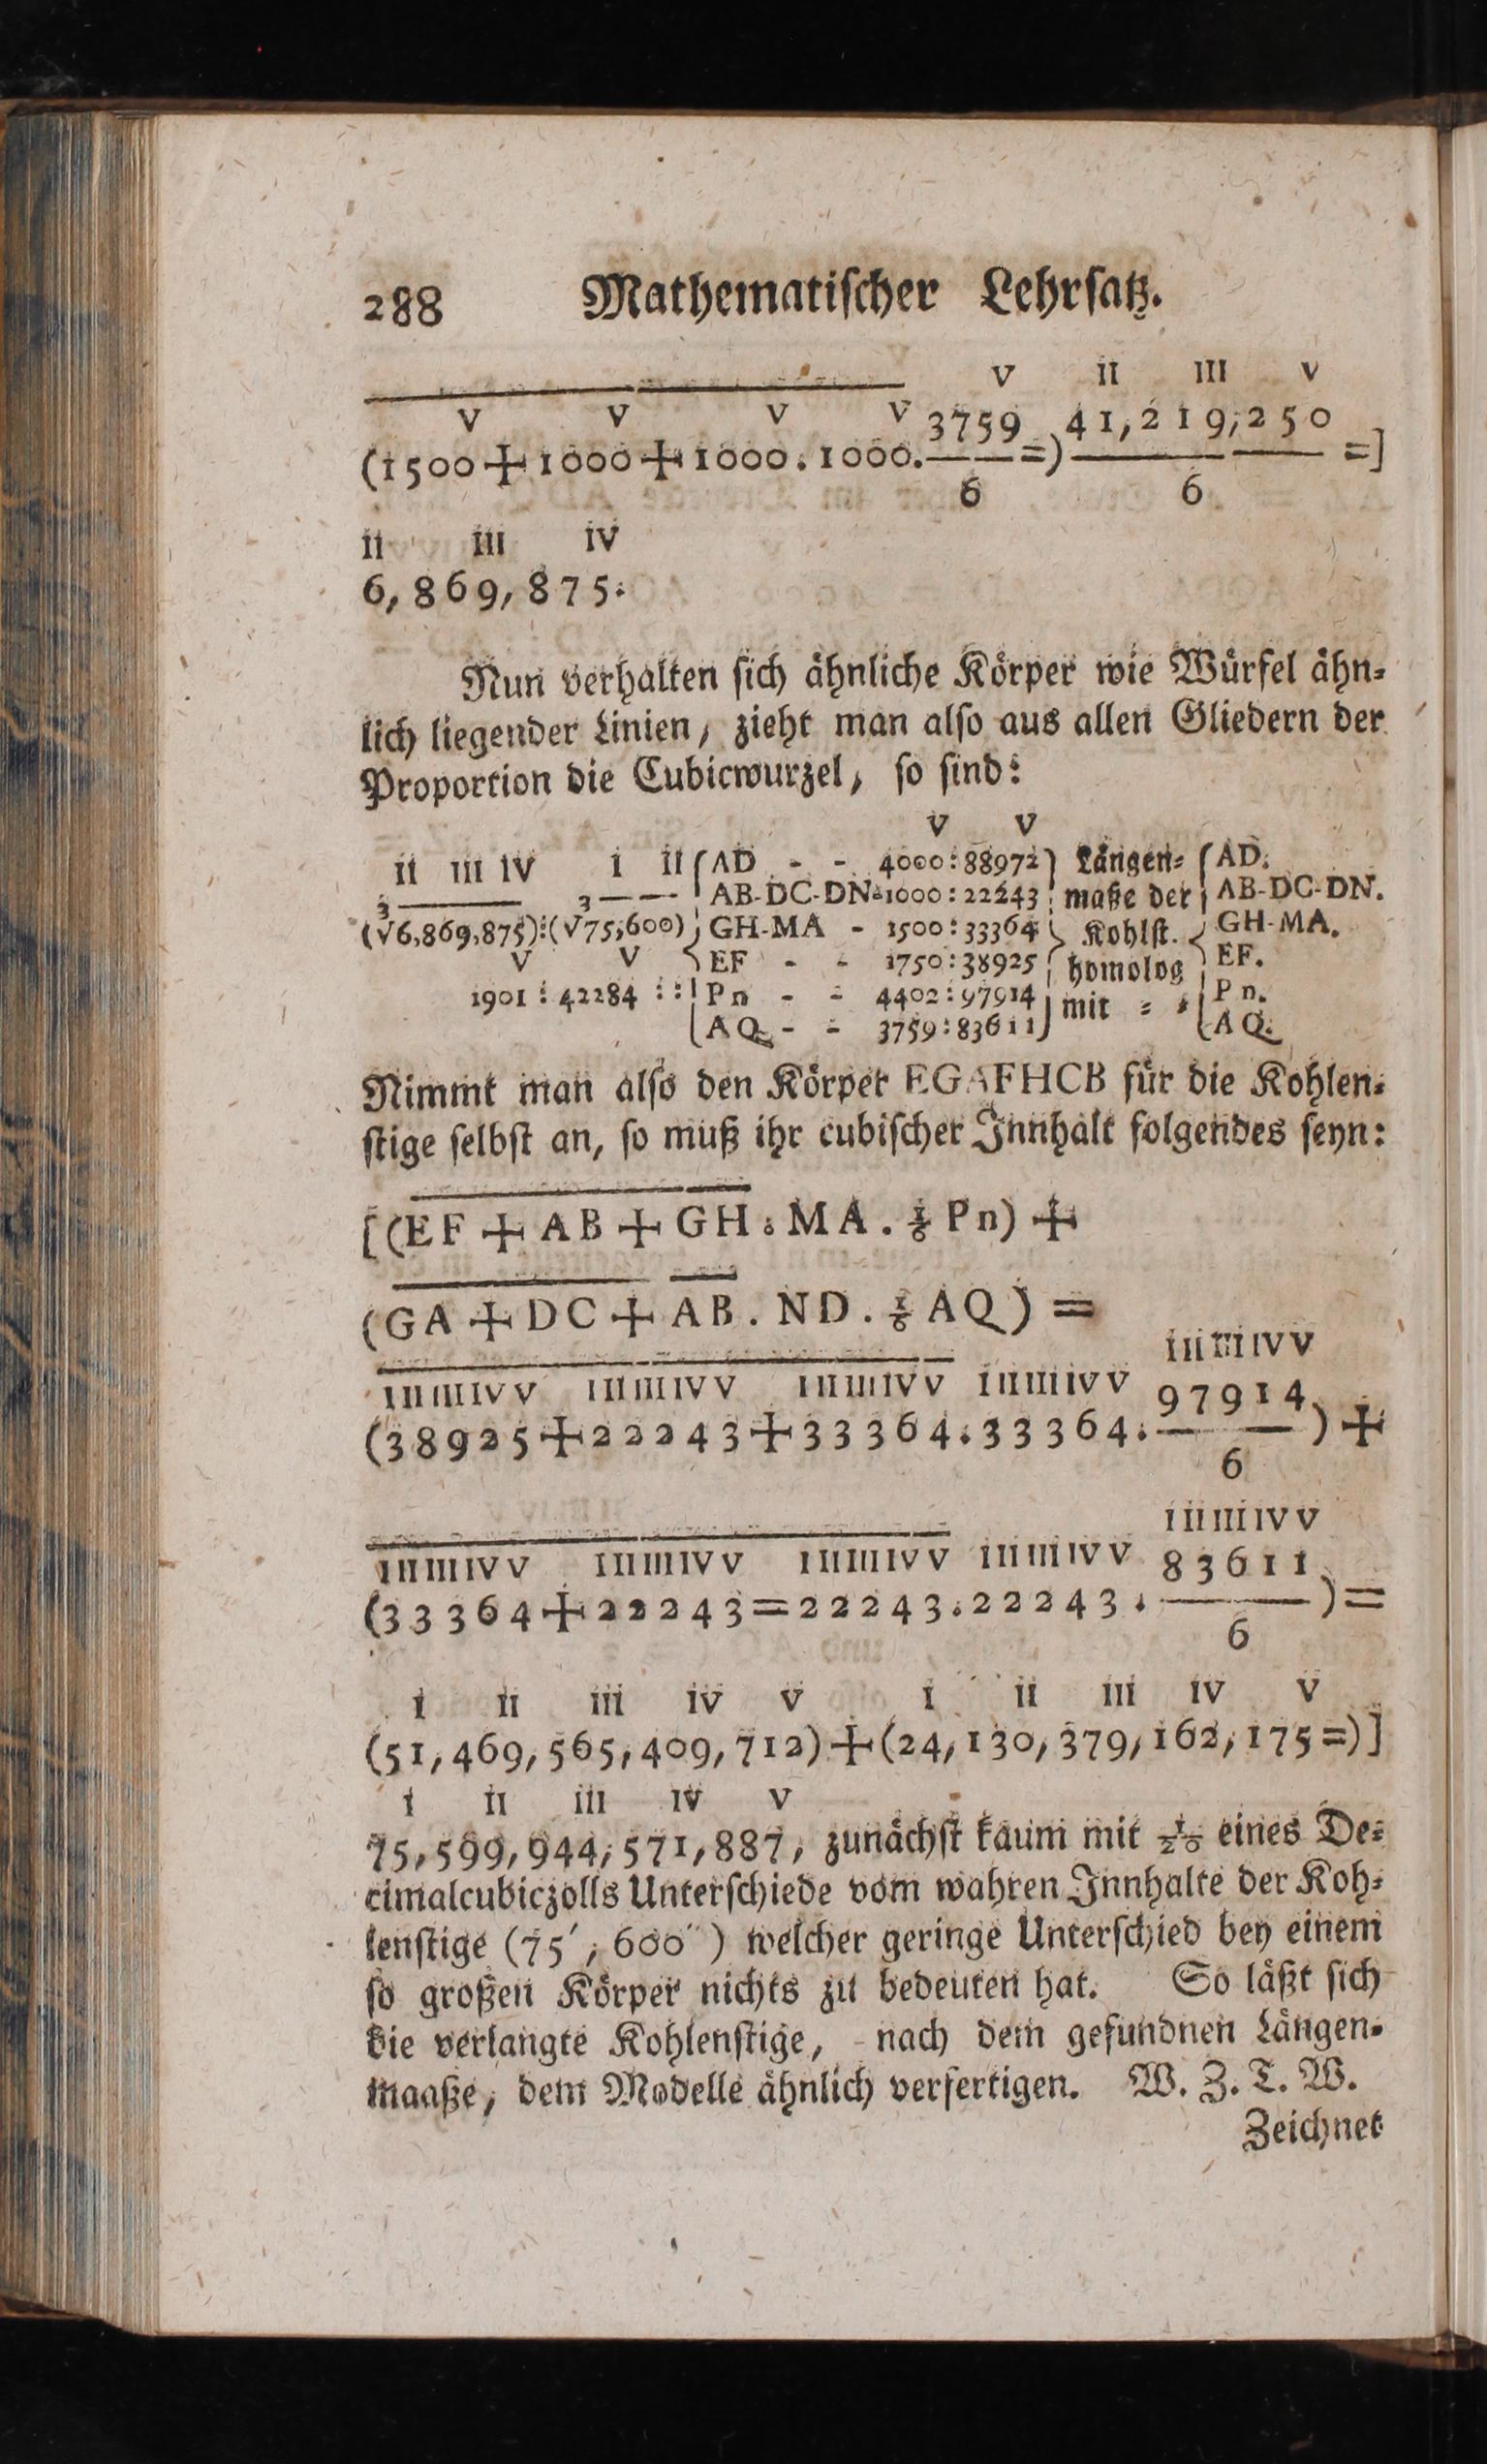 288 Mathematiſcher Lehrſatz.
V II III V
V V V V 3759 41,219,250
(1500+1000+1000.1000.——=)———— =]
6 6
II III IV
6,869,875.
Nun verhalten ſich ähnliche Körper wie Würfel ähn⸗
lich liegender Linien, zieht man alſo aus allen Gliedern der
Proportion die Cubicwurzel, ſo ſind:
V V
II III IV I II {AD - - 4000:88972} Längen⸗ {AD.
3 3 AB-DC-DN-1000:22243 maße der AB-DC-DN.
(√6,869,875):(√75,600) GH-MA - 1500:33364 Kohlſt. GH-MA.
V V EF - - 1750:38925 homolog EF.
1901 : 42284 :: Pn - - 4402:97914 mit ⸗ ⸗ Pn.
AQ - - 3759:83611 AQ.
Nimmt man alſo den Körper EGAFHCB für die Kohlen⸗
ſtige ſelbſt an, ſo muß ihr cubiſcher Innhalt folgendes ſeyn:
[(EF + AB + GH . MA . ⅙ Pn) +
(GA + DC + AB . ND . ⅙ AQ) =
I II III IV V
I II III IV V I II III IV V I II III IV V I II III IV V 97914
(38925+22243+33364.33364.———)+
6
I II III IV V
I II III IV V I II III IV V I II III IV V I II III IV V 83611
(33364+22243=22243.22243.———)=
6
I II III IV V I II III IV V
(51,469,565,409,712)+(24,130,379,162,175=)]
I II III IV V
75,599,944,571,887, zunächſt kaum mit 1/20 eines De⸗
cimalcubiczolls Unterſchiede vom wahren Innhalte der Koh⸗
lenſtige (75′, 600″) welcher geringe Unterſchied bey einem
ſo großen Körper nichts zu bedeuten hat. So läßt ſich
die verlangte Kohlenſtige, nach dem gefundnen Längen⸗
maaße, dem Modelle ähnlich verfertigen. W. Z. T. W.
Zeichnet